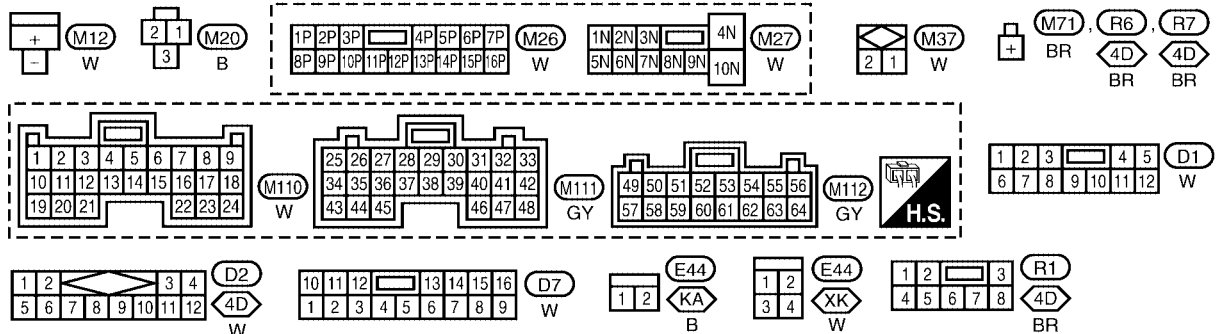 +
−
M12
W
2 1
3
M20
B
1P 2P 3P 4P 5P 6P 7P
8P 9P 10P 11P 12P 13P 14P 15P 16P
M26
W
1N 2N 3N 4N
5N 6N 7N 8N 9N 10N
M27
W
2 1
M37
W
+
M71 , R6 , R7
4D 4D
BR BR BR
1 2 3 4 5 6 7 8 9
10 11 12 13 14 15 16 17 18
19 20 21 22 23 24
M110
W
25 26 27 28 29 30 31 32 33
34 35 36 37 38 39 40 41 42
43 44 45 46 47 48
M111
GY
49 50 51 52 53 54 55 56
57 58 59 60 61 62 63 64
M112
GY
H.S.
1 2 3 4 5
6 7 8 9 10 11 12
D1
W
1 2 3 4
5 6 7 8 9 10 11 12
D2
4D
W
10 11 12 13 14 15 16
1 2 3 4 5 6 7 8 9
D7
W
1 2
E44
KA
B
1 2
3 4
E44
XK
W
1 2 3
4 5 6 7 8
R1
4D
BR